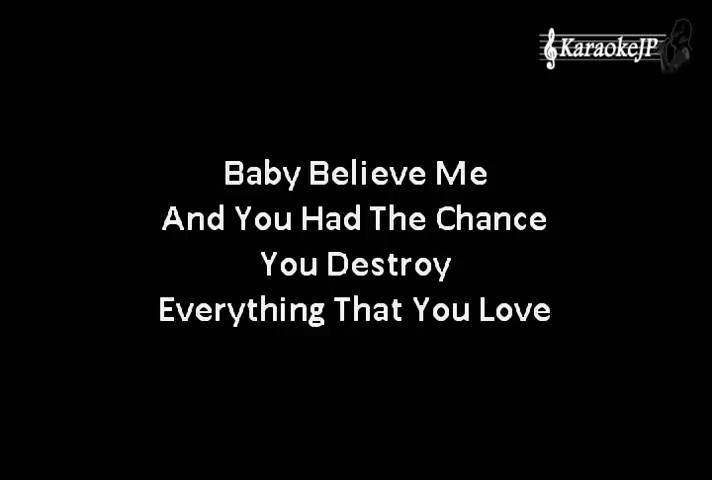 KaraokeJP
Baby Believe Me
And You Had The Chance
You Destroy
Everything That You Love